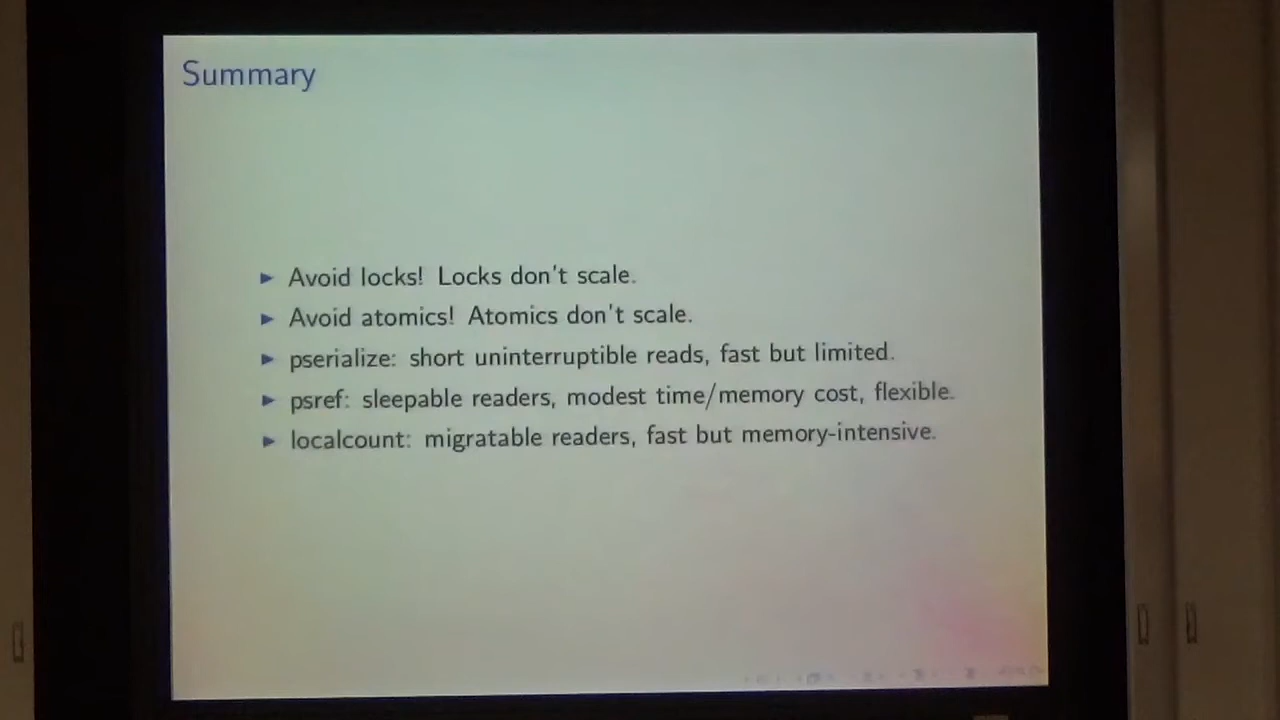 Summary
▶ Avoid locks! Locks don't scale.
▶ Avoid atomics! Atomics don't scale.
▶ pserialize: short uninterruptible reads, fast but limited.
▶ psref: sleepable readers, modest time/memory cost, flexible.
▶ localcount: migratable readers, fast but memory-intensive.